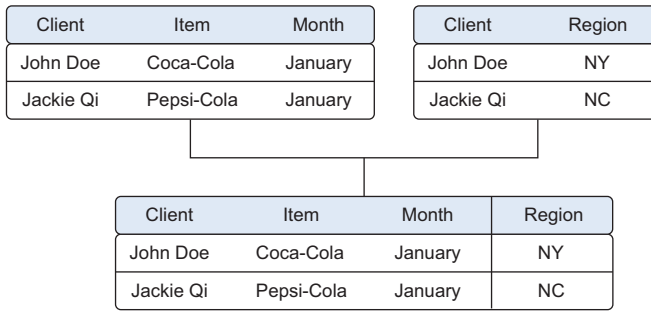 Client Item Month
John Doe Coca-Cola January
Jackie Qi Pepsi-Cola January
Client Region
John Doe NY
Jackie Qi NC
Client Item Month Region
John Doe Coca-Cola January NY
Jackie Qi Pepsi-Cola January NC